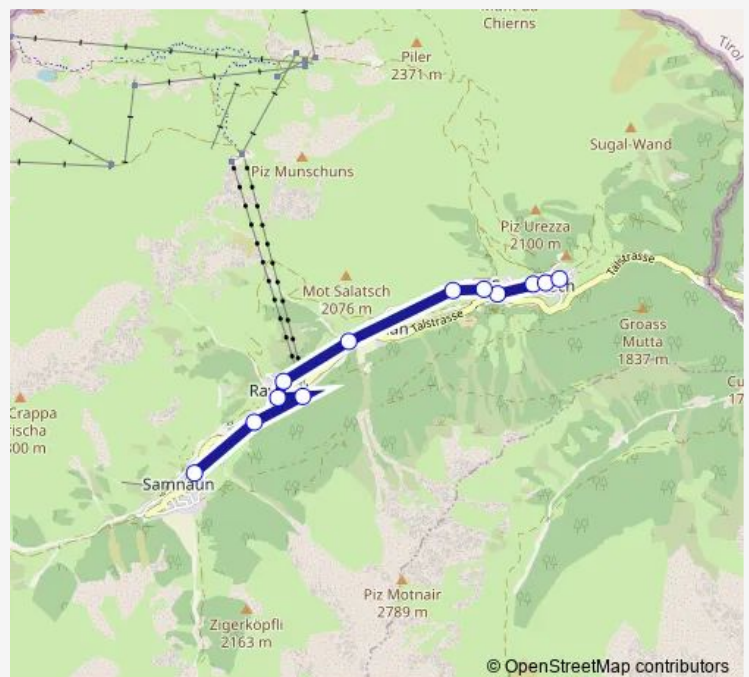 Chierns
Tirol
Piler
2371 m
Sugal-Wand
Piz Munschuns
Piz Urezza
2100 m
Talstrasse
Mot Salatsch
2076 m
Talstrasse
Groass
Mutta
1837 m
Crappa
Samnaun
Piz Motnair
2789 m
Zigerköpfli
2163 m
© OpenStreetMap contributors